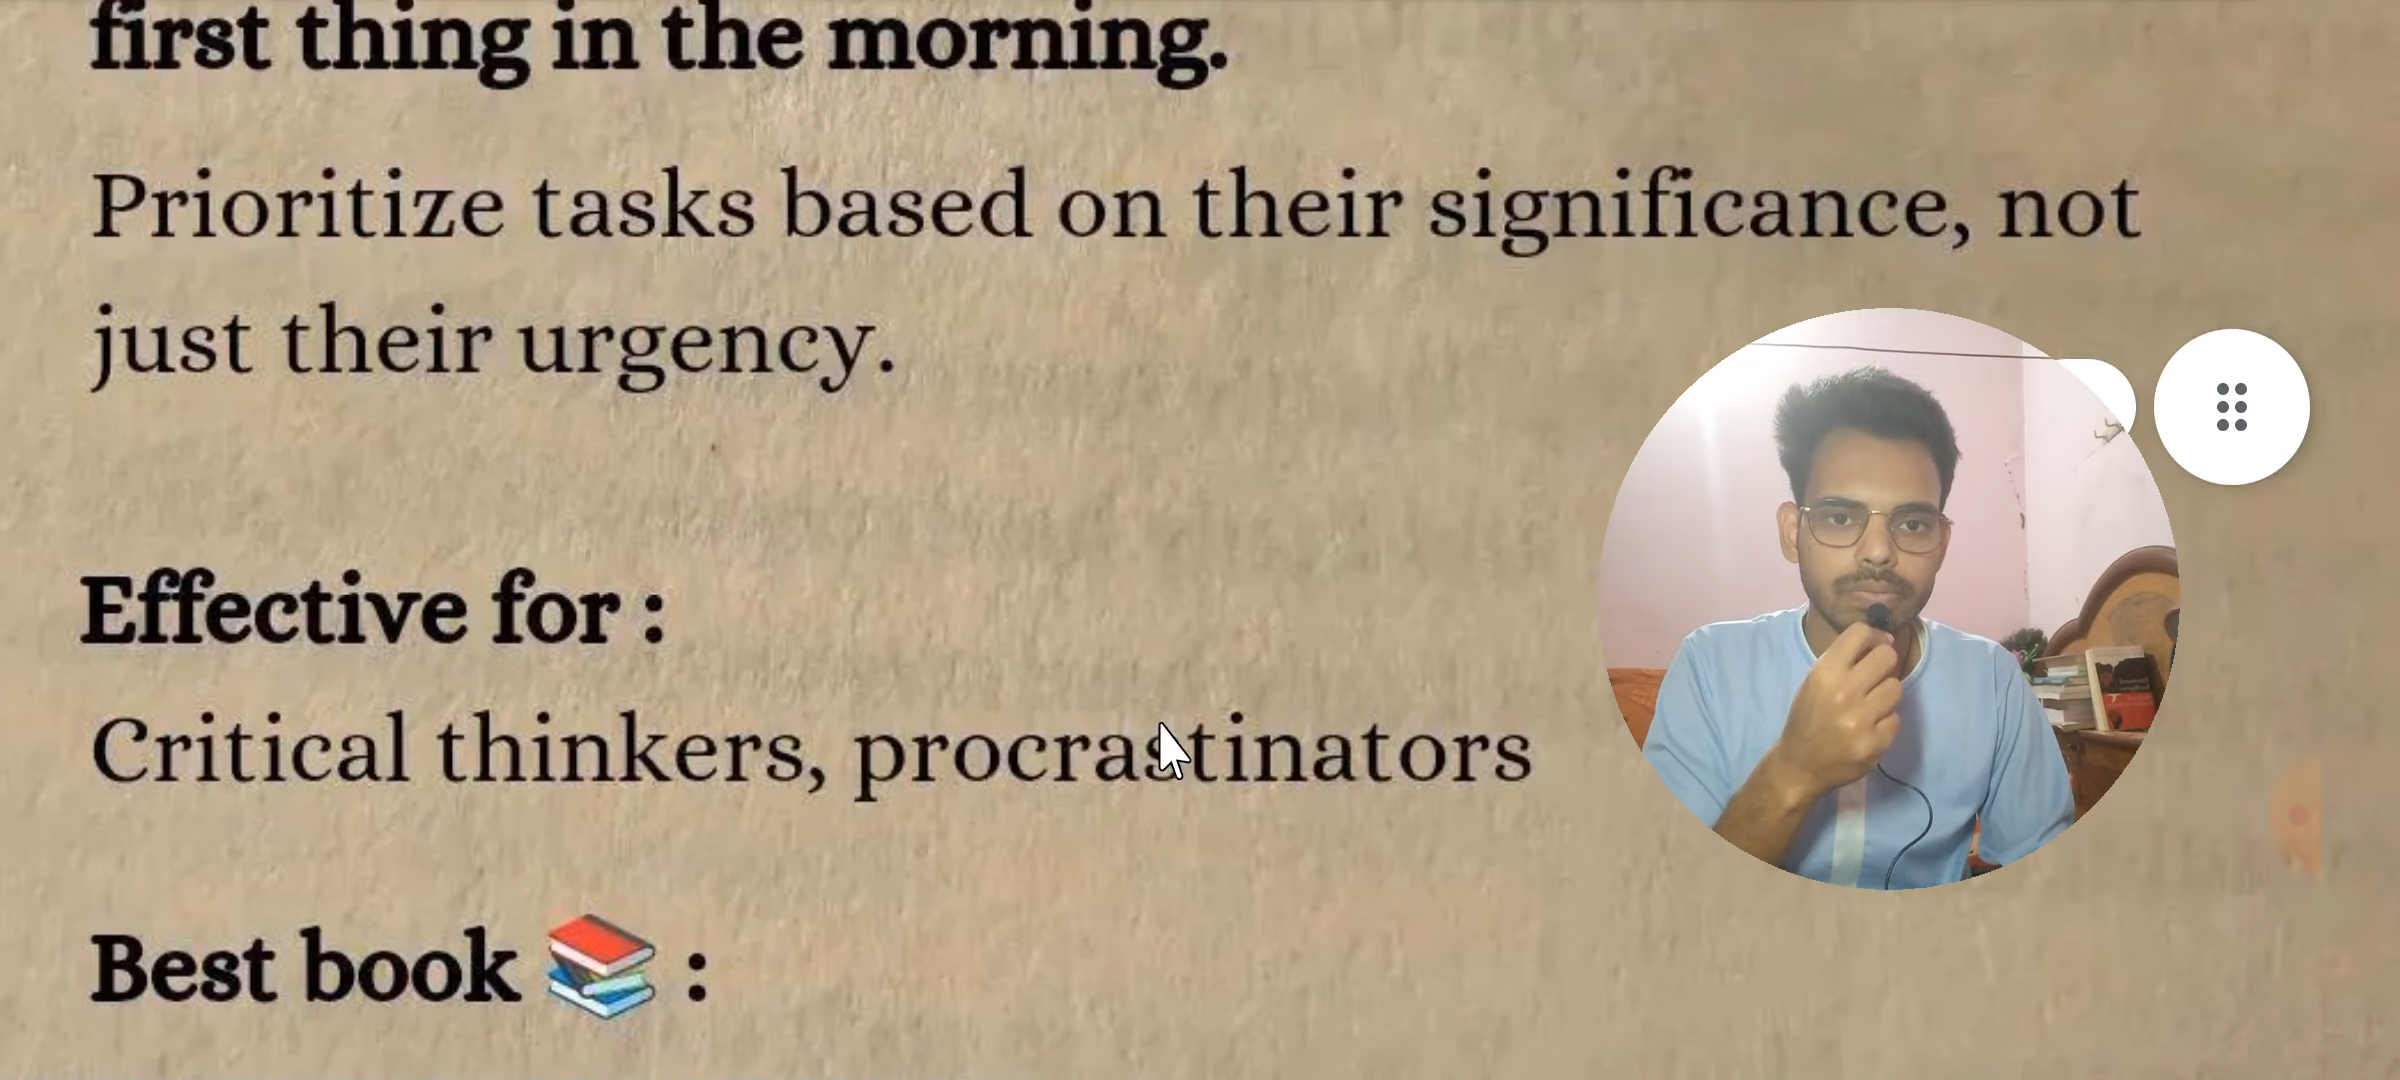 first thing in the morning.
Prioritize tasks based on their significance, not
just their urgency.
Effective for :
Critical thinkers, procrastinators
Best book 📚 :